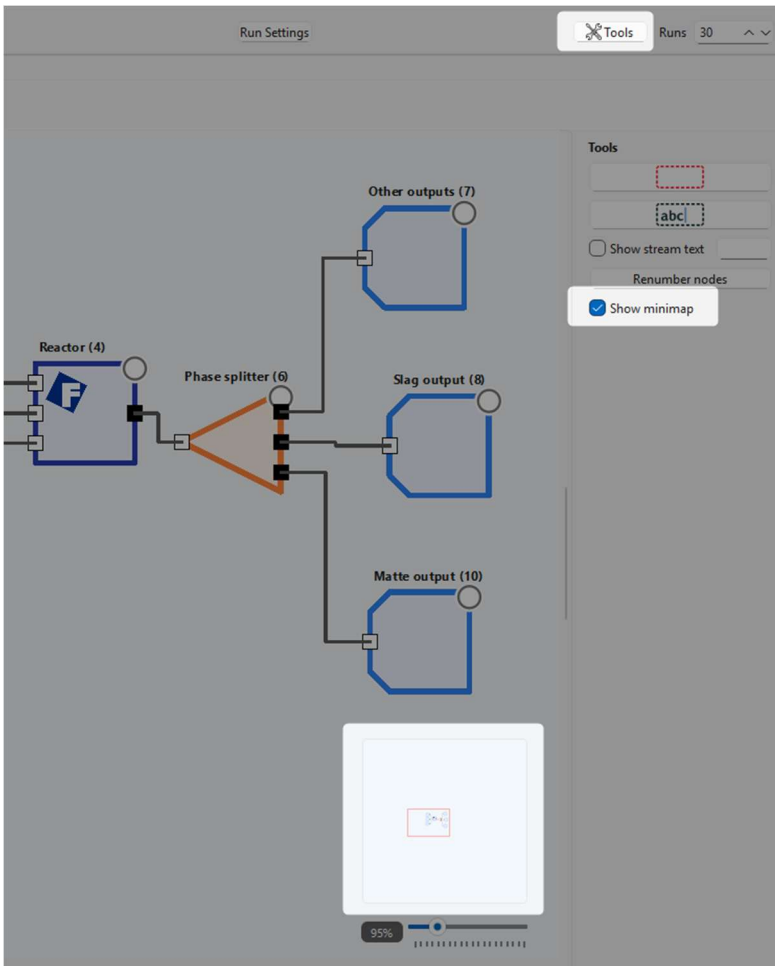 Run Settings
Tools
Runs
30
Tools
abc
Show stream text
Renumber nodes
Show minimap
Other outputs (7)
Reactor (4)
F
Phase splitter (6)
Slag output (8)
Matte output (10)
95%